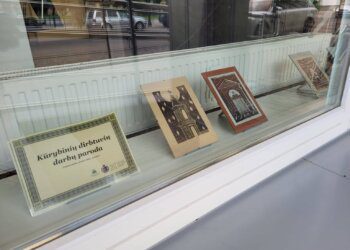 Kūrybinių dirbtuvių
darbų paroda